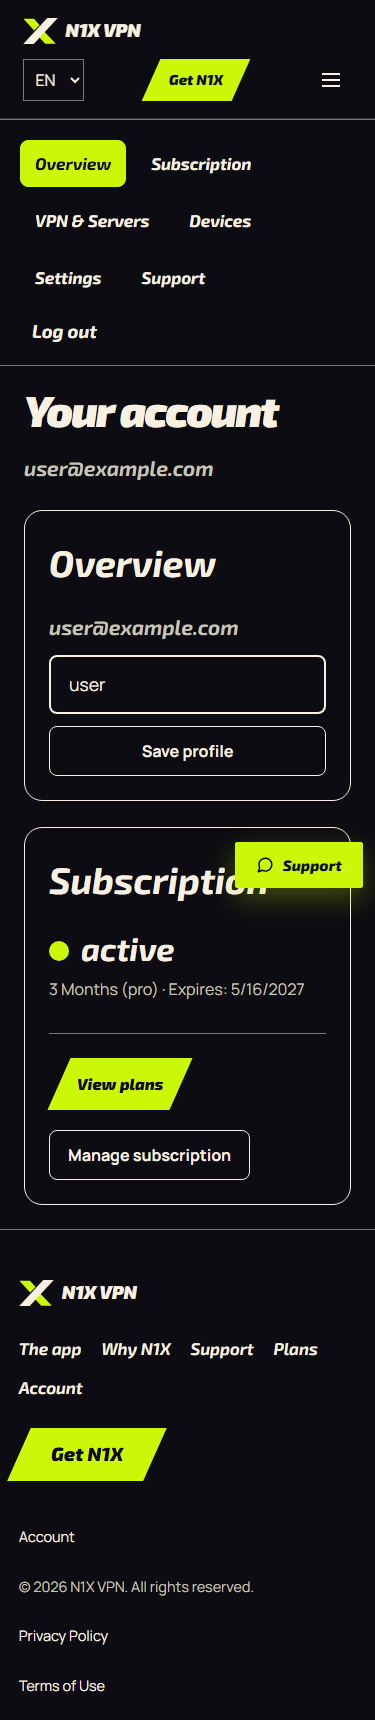 N1X VPN
EN
Get N1X
Overview
Subscription
VPN & Servers
Devices
Settings
Support
Log out
Your account
user@example.com
Overview
user@example.com
user
Save profile
Subscription
Support
active
3 Months (pro) · Expires: 5/16/2027
View plans
Manage subscription
N1X VPN
The app Why N1X Support Plans
Account
Get N1X
Account
© 2026 N1X VPN. All rights reserved.
Privacy Policy
Terms of Use